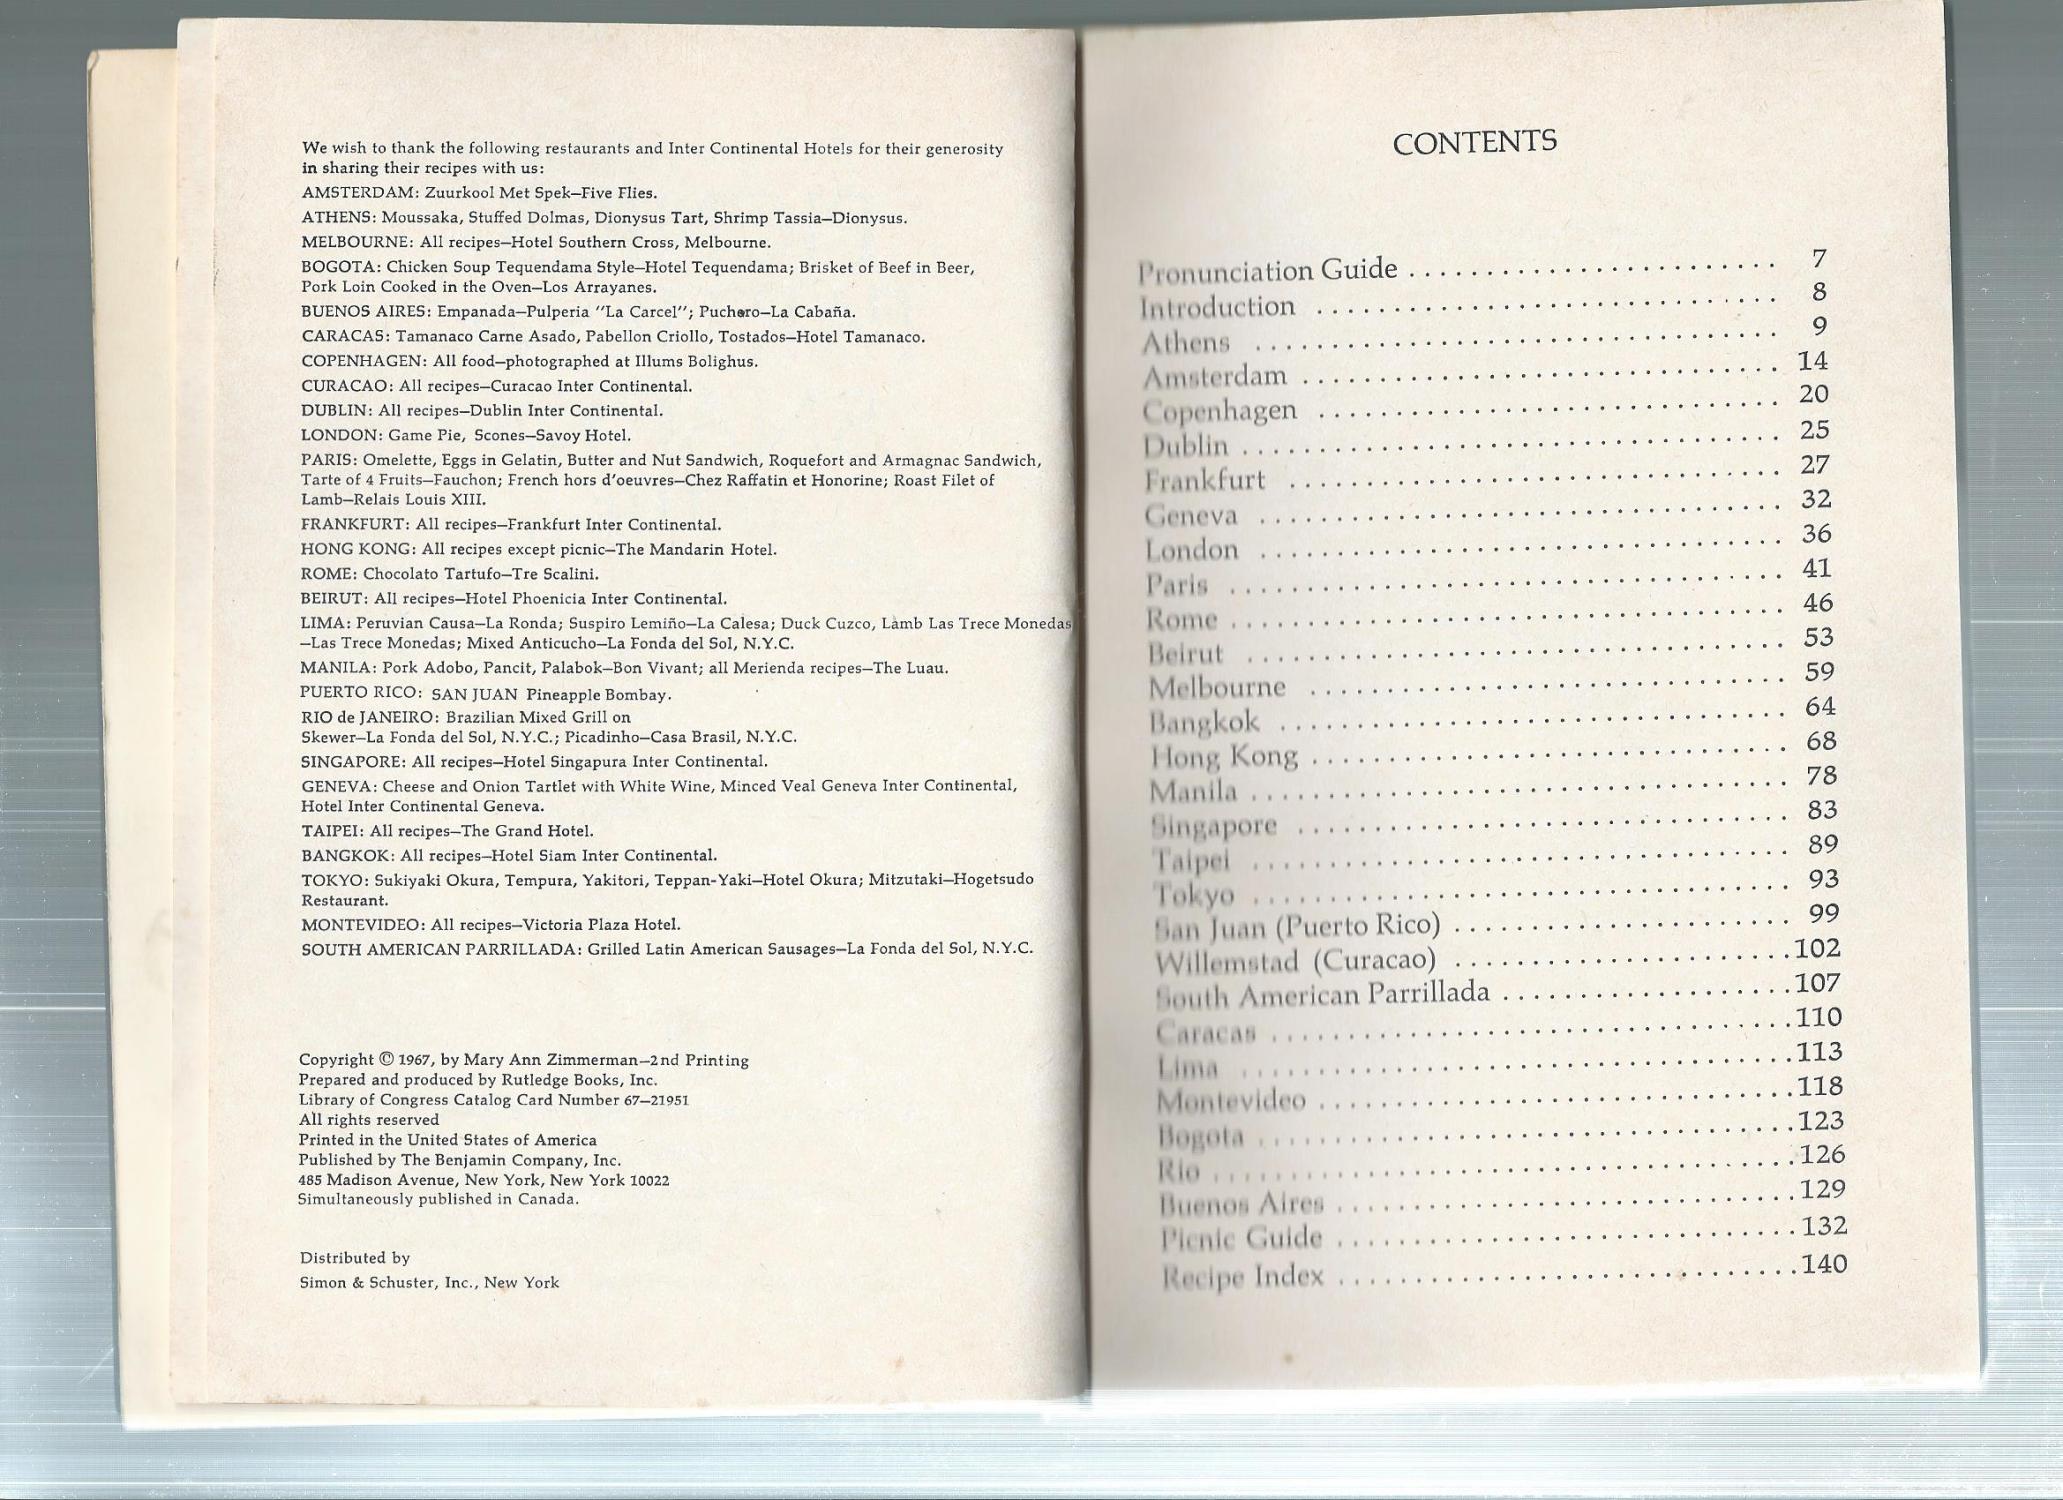 We wish to thank the following restaurants and Inter Continental Hotels for their generosity
in sharing their recipes with us:
AMSTERDAM: Zuurkool Met Spek—Five Flies.
ATHENS: Moussaka, Stuffed Dolmas, Dionysus Tart, Shrimp Tassia—Dionysus.
MELBOURNE: All recipes—Hotel Southern Cross, Melbourne.
BOGOTA: Chicken Soup Tequendama Style—Hotel Tequendama; Brisket of Beef in Beer,
Pork Loin Cooked in the Oven—Los Arrayanes.
BUENOS AIRES: Empanada—Pulperia "La Carcel"; Puchero—La Cabaña.
CARACAS: Tamanaco Carne Asado, Pabellon Criollo, Tostados—Hotel Tamanaco.
COPENHAGEN: All food—photographed at Illums Bolighus.
CURACAO: All recipes—Curacao Inter Continental.
DUBLIN: All recipes—Dublin Inter Continental.
LONDON: Game Pie, Scones—Savoy Hotel.
PARIS: Omelette, Eggs in Gelatin, Butter and Nut Sandwich, Roquefort and Armagnac Sandwich,
Tarte of 4 Fruits—Fauchon; French hors d'oeuvres—Chez Raffatin et Honorine; Roast Filet of
Lamb—Relais Louis XIII.
FRANKFURT: All recipes—Frankfurt Inter Continental.
HONG KONG: All recipes except picnic—The Mandarin Hotel.
ROME: Chocolato Tartufo—Tre Scalini.
BEIRUT: All recipes—Hotel Phoenicia Inter Continental.
LIMA: Peruvian Causa—La Ronda; Suspiro Lemiño—La Calesa; Duck Cuzco, Lamb Las Trece Monedas
—Las Trece Monedas; Mixed Anticucho—La Fonda del Sol, N.Y.C.
MANILA: Pork Adobo, Pancit, Palabok—Bon Vivant; all Merienda recipes—The Luau.
PUERTO RICO: SAN JUAN Pineapple Bombay.
RIO de JANEIRO: Brazilian Mixed Grill on
Skewer—La Fonda del Sol, N.Y.C.; Picadinho—Casa Brasil, N.Y.C.
SINGAPORE: All recipes—Hotel Singapura Inter Continental.
GENEVA: Cheese and Onion Tartlet with White Wine, Minced Veal Geneva Inter Continental,
Hotel Inter Continental Geneva.
TAIPEI: All recipes—The Grand Hotel.
BANGKOK: All recipes—Hotel Siam Inter Continental.
TOKYO: Sukiyaki Okura, Tempura, Yakitori, Teppan-Yaki—Hotel Okura; Mitzutaki—Hogetsudo
Restaurant.
MONTEVIDEO: All recipes—Victoria Plaza Hotel.
SOUTH AMERICAN PARRILLADA: Grilled Latin American Sausages—La Fonda del Sol, N.Y.C.
Copyright © 1967, by Mary Ann Zimmerman—2nd Printing
Prepared and produced by Rutledge Books, Inc.
Library of Congress Catalog Card Number 67—21951
All rights reserved
Printed in the United States of America
Published by The Benjamin Company, Inc.
485 Madison Avenue, New York, New York 10022
Simultaneously published in Canada.
Distributed by
Simon & Schuster, Inc., New York
CONTENTS
Pronunciation Guide ........................ 7
Introduction .............................. 8
Athens .................................. 9
Amsterdam ............................... 14
Copenhagen .............................. 20
Dublin ................................... 25
Frankfurt ................................ 27
Geneva .................................. 32
London .................................. 36
Paris .................................... 41
Rome .................................... 46
Beirut ................................... 53
Melbourne ............................... 59
Bangkok ................................. 64
Hong Kong ............................... 68
Manila ................................... 78
Singapore ................................ 83
Taipei ................................... 89
Tokyo ................................... 93
San Juan (Puerto Rico) ...................... 99
Willemstad (Curacao) ...................... 102
South American Parrillada ................... 107
Caracas .................................. 110
Lima .................................... 113
Montevideo ............................... 118
Bogota ................................... 123
Rio ...................................... 126
Buenos Aires .............................. 129
Picnic Guide .............................. 132
Recipe Index .............................. 140